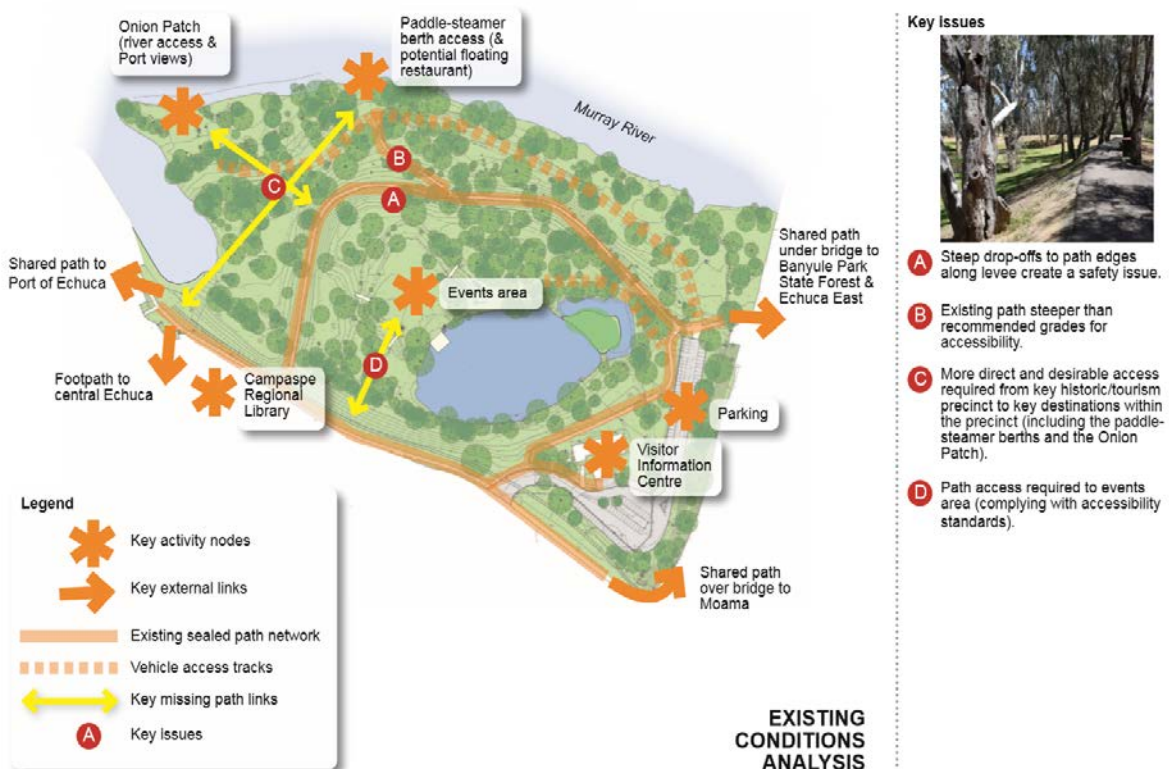 Onion Patch
(river access &
Port views)
Paddle-steamer
berth access (&
potential floating
restaurant)
Murray River
B
A
C
D
Events area
Shared path
under bridge to
Banyule Park
State Forest &
Echuca East
Shared path to
Port of Echuca
Footpath to
central Echuca
Campaspe
Regional
Library
Parking
Visitor
Information
Centre
Shared path
over bridge to
Moama
Legend
Key activity nodes
Key external links
Existing sealed path network
Vehicle access tracks
Key missing path links
A Key issues
EXISTING
CONDITIONS
ANALYSIS
Key issues
A Steep drop-offs to path edges
along levee create a safety issue.
B Existing path steeper than
recommended grades for
accessibility.
C More direct and desirable access
required from key historic/tourism
precinct to key destinations within
the precinct (including the paddle-
steamer berths and the Onion
Patch).
D Path access required to events
area (complying with accessibility
standards).